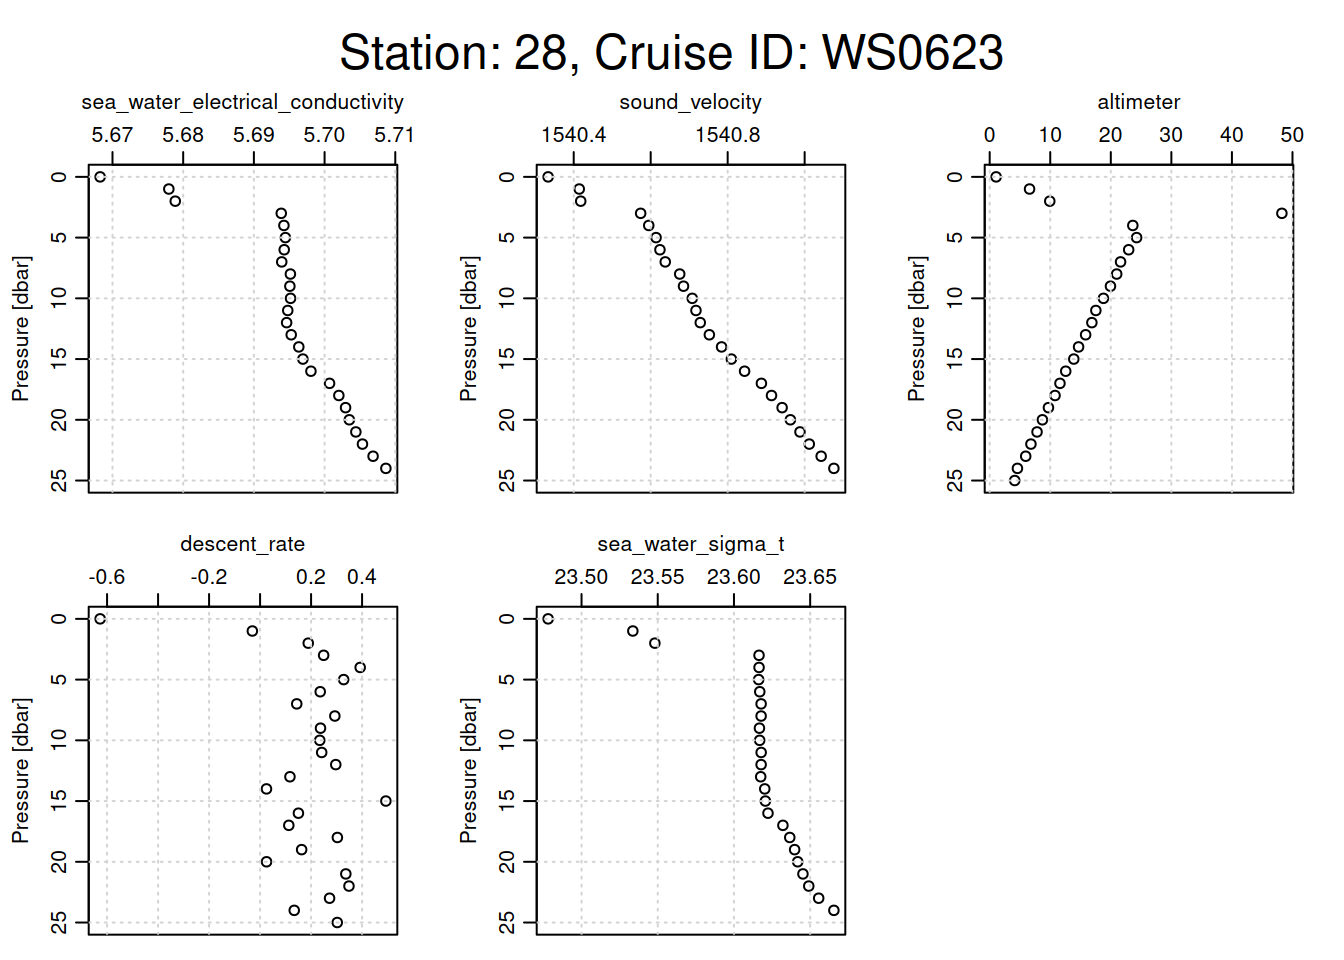 Station: 28, Cruise ID: WS0623
sea_water_electrical_conductivity
5.67 5.68 5.69 5.70 5.71
0 5 10 15 20 25
Pressure [dbar]
sound_velocity
1540.4 1540.8
0 5 10 15 20 25
Pressure [dbar]
altimeter
0 10 20 30 40 50
0 5 10 15 20 25
Pressure [dbar]
descent_rate
-0.6 -0.2 0.2 0.4
0 5 10 15 20 25
Pressure [dbar]
sea_water_sigma_t
23.50 23.55 23.60 23.65
0 5 10 15 20 25
Pressure [dbar]